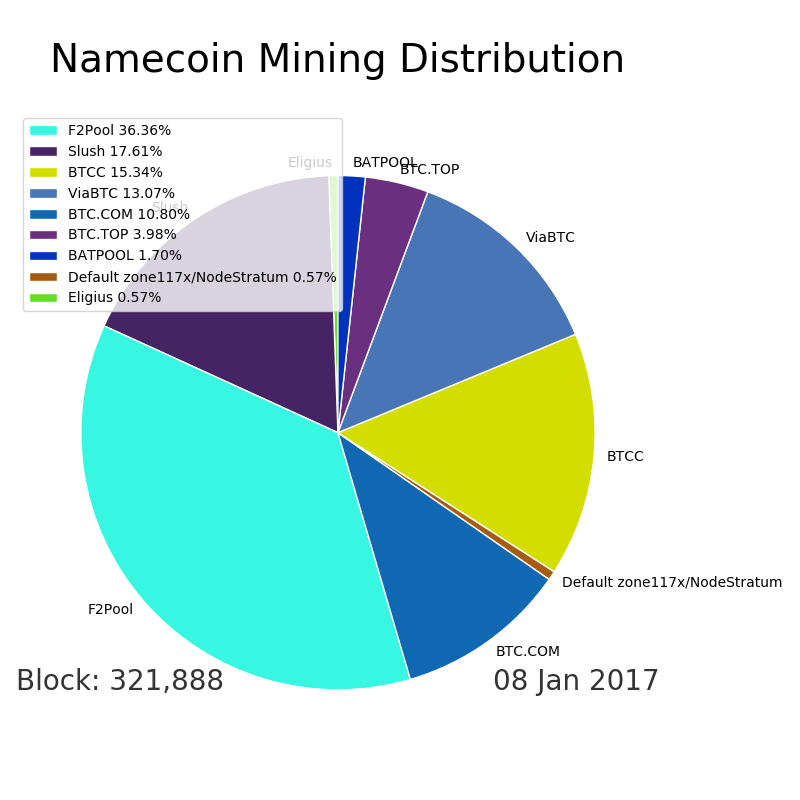 Namecoin Mining Distribution
F2Pool 36.36%
Slush 17.61%
BTCC 15.34%
ViaBTC 13.07%
BTC.COM 10.80%
BTC.TOP 3.98%
BATPOOL 1.70%
Default zone117x/NodeStratum 0.57%
Eligius 0.57%
Eligius
BATPOOL
BTC.TOP
Slush
ViaBTC
BTCC
Default zone117x/NodeStratum
F2Pool
BTC.COM
Block: 321,888
08 Jan 2017